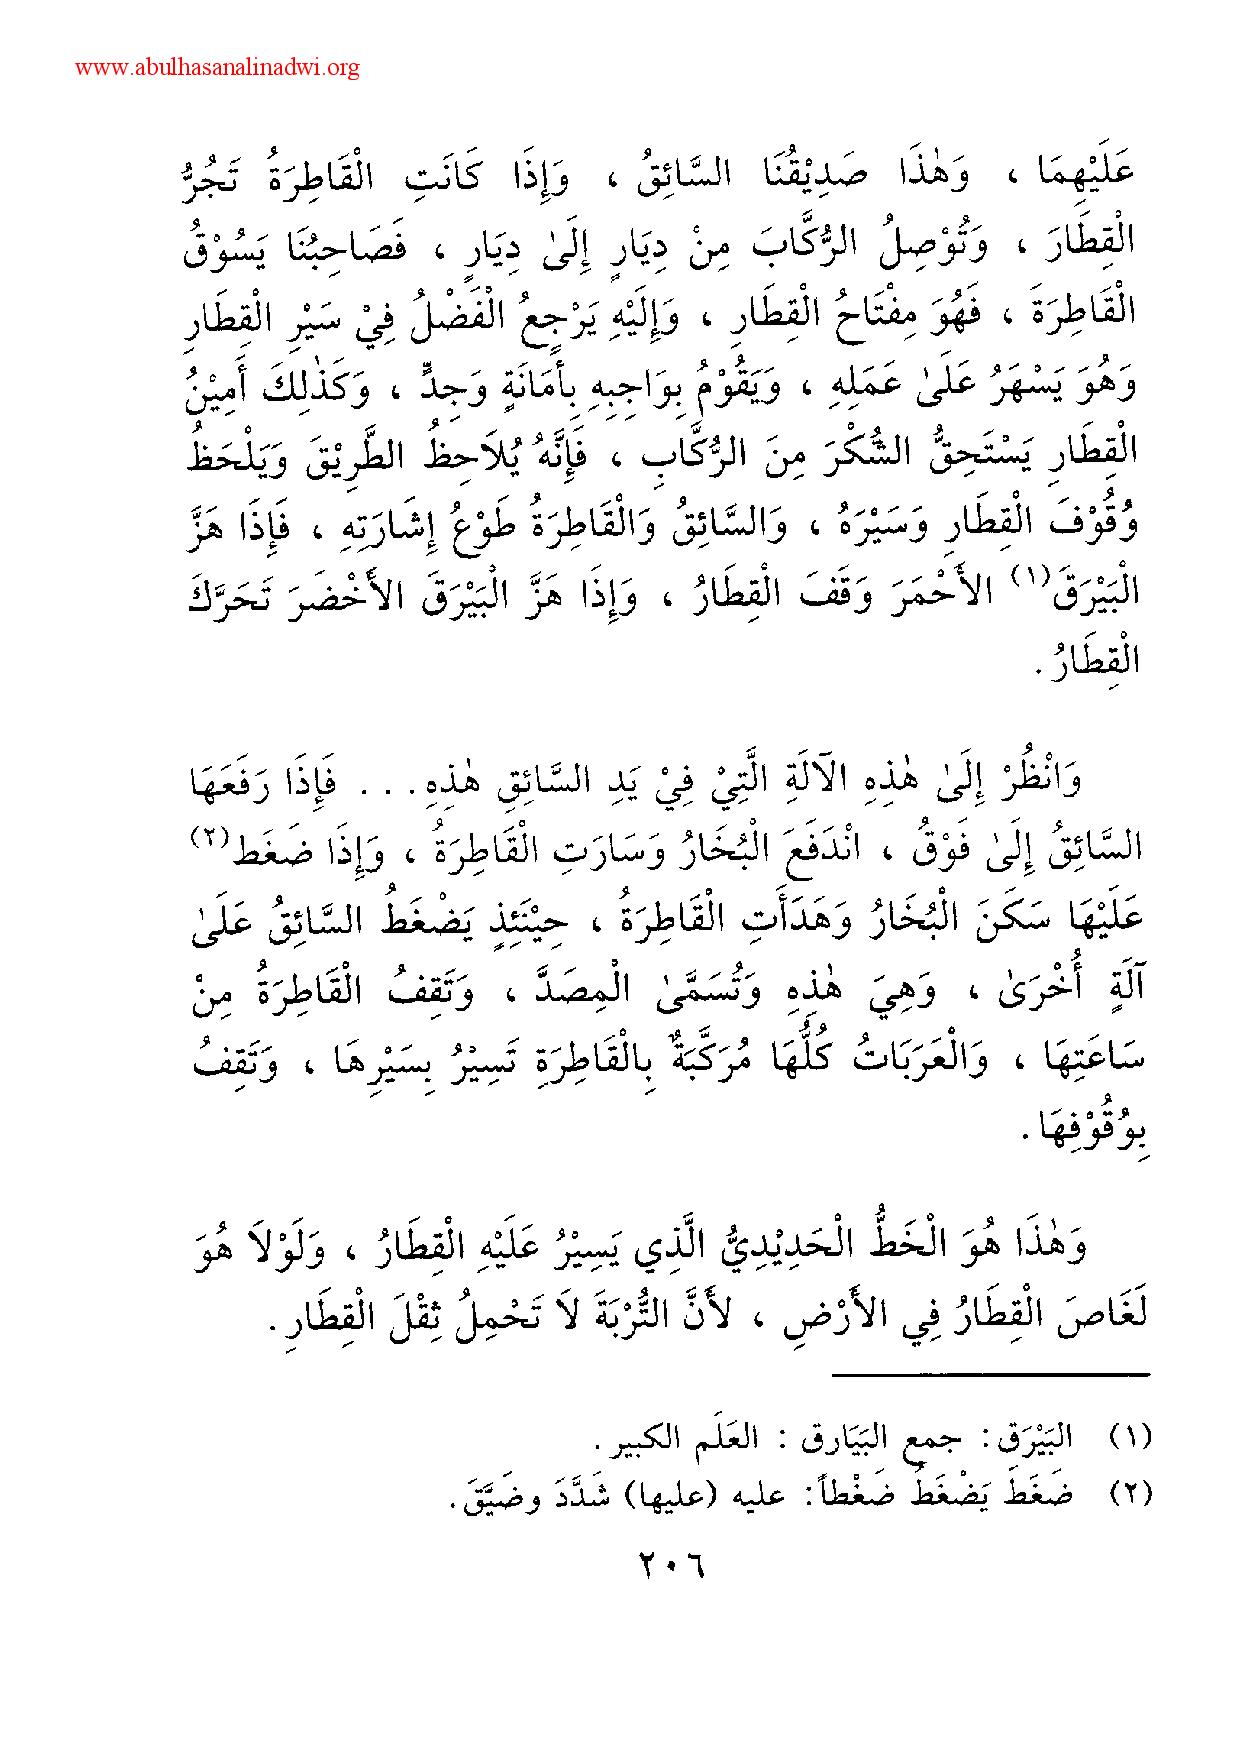 www.abulhasanalinadwi.org
عَلَيْهِمَا ، وَهٰذَا صَدِيْقُنَا السَّائِقُ ، وَإِذَا كَانَتِ الْقَاطِرَةُ تَجُرُّ
الْقِطَارَ ، وَتُوْصِلُ الرُّكَّابَ مِنْ دِيَارٍ إِلَىٰ دِيَارٍ ، فَصَاحِبُنَا يَسُوْقُ
الْقَاطِرَةَ ، فَهُوَ مِفْتَاحُ الْقِطَارِ ، وَإِلَيْهِ يَرْجِعُ الْفَضْلُ فِيْ سَيْرِ الْقِطَارِ
وَهُوَ يَسْهَرُ عَلَىٰ عَمَلِهِ ، وَيَقُوْمُ بِوَاجِبِهِ بِأَمَانَةٍ وَجِدٍّ ، وَكَذٰلِكَ أَمِيْنُ
الْقِطَارِ يَسْتَحِقُّ الشُّكْرَ مِنَ الرُّكَّابِ ، فَإِنَّهُ يُلَاحِظُ الطَّرِيْقَ وَيَلْحَظُ
وُقُوْفَ الْقِطَارِ وَسَيْرَهُ ، وَالسَّائِقُ وَالْقَاطِرَةُ طَوْعُ إِشَارَتِهِ ، فَإِذَا هَزَّ
الْبَيْرَقَ(١) الأَحْمَرَ وَقَفَ الْقِطَارُ ، وَإِذَا هَزَّ الْبَيْرَقَ الأَخْضَرَ تَحَرَّكَ
الْقِطَارُ .
وَانْظُرْ إِلَىٰ هٰذِهِ الآلَةِ الَّتِيْ فِيْ يَدِ السَّائِقِ هٰذِهِ . . . فَإِذَا رَفَعَهَا
السَّائِقُ إِلَىٰ فَوْقُ ، انْدَفَعَ الْبُخَارُ وَسَارَتِ الْقَاطِرَةُ ، وَإِذَا ضَغَط(٢)
عَلَيْهَا سَكَنَ الْبُخَارُ وَهَدَأَتِ الْقَاطِرَةُ ، حِيْنَئِذٍ يَضْغَطُ السَّائِقُ عَلَىٰ
آلَةٍ أُخْرَىٰ ، وَهِيَ هٰذِهِ وَتُسَمَّىٰ الْمِصَدَّ ، وَتَقِفُ الْقَاطِرَةُ مِنْ
سَاعَتِهَا ، وَالْعَرَبَاتُ كُلُّهَا مُرَكَّبَةٌ بِالْقَاطِرَةِ تَسِيْرُ بِسَيْرِهَا ، وَتَقِفُ
بِوُقُوْفِهَا .
وَهٰذَا هُوَ الْخَطُّ الْحَدِيْدِيُّ الَّذِي يَسِيْرُ عَلَيْهِ الْقِطَارُ ، وَلَوْلَا هُوَ
لَغَاصَ الْقِطَارُ فِي الأَرْضِ ، لأَنَّ التُّرْبَةَ لَا تَحْمِلُ ثِقْلَ الْقِطَارِ .
(١) البَيْرَق : جمع البَيَارق : العَلَم الكبير .
(٢) ضَغَطَ يَضْغَطُ ضَغْطاً : عليه (عليها) شَدَّدَ وضَيَّقَ .
٢٠٦